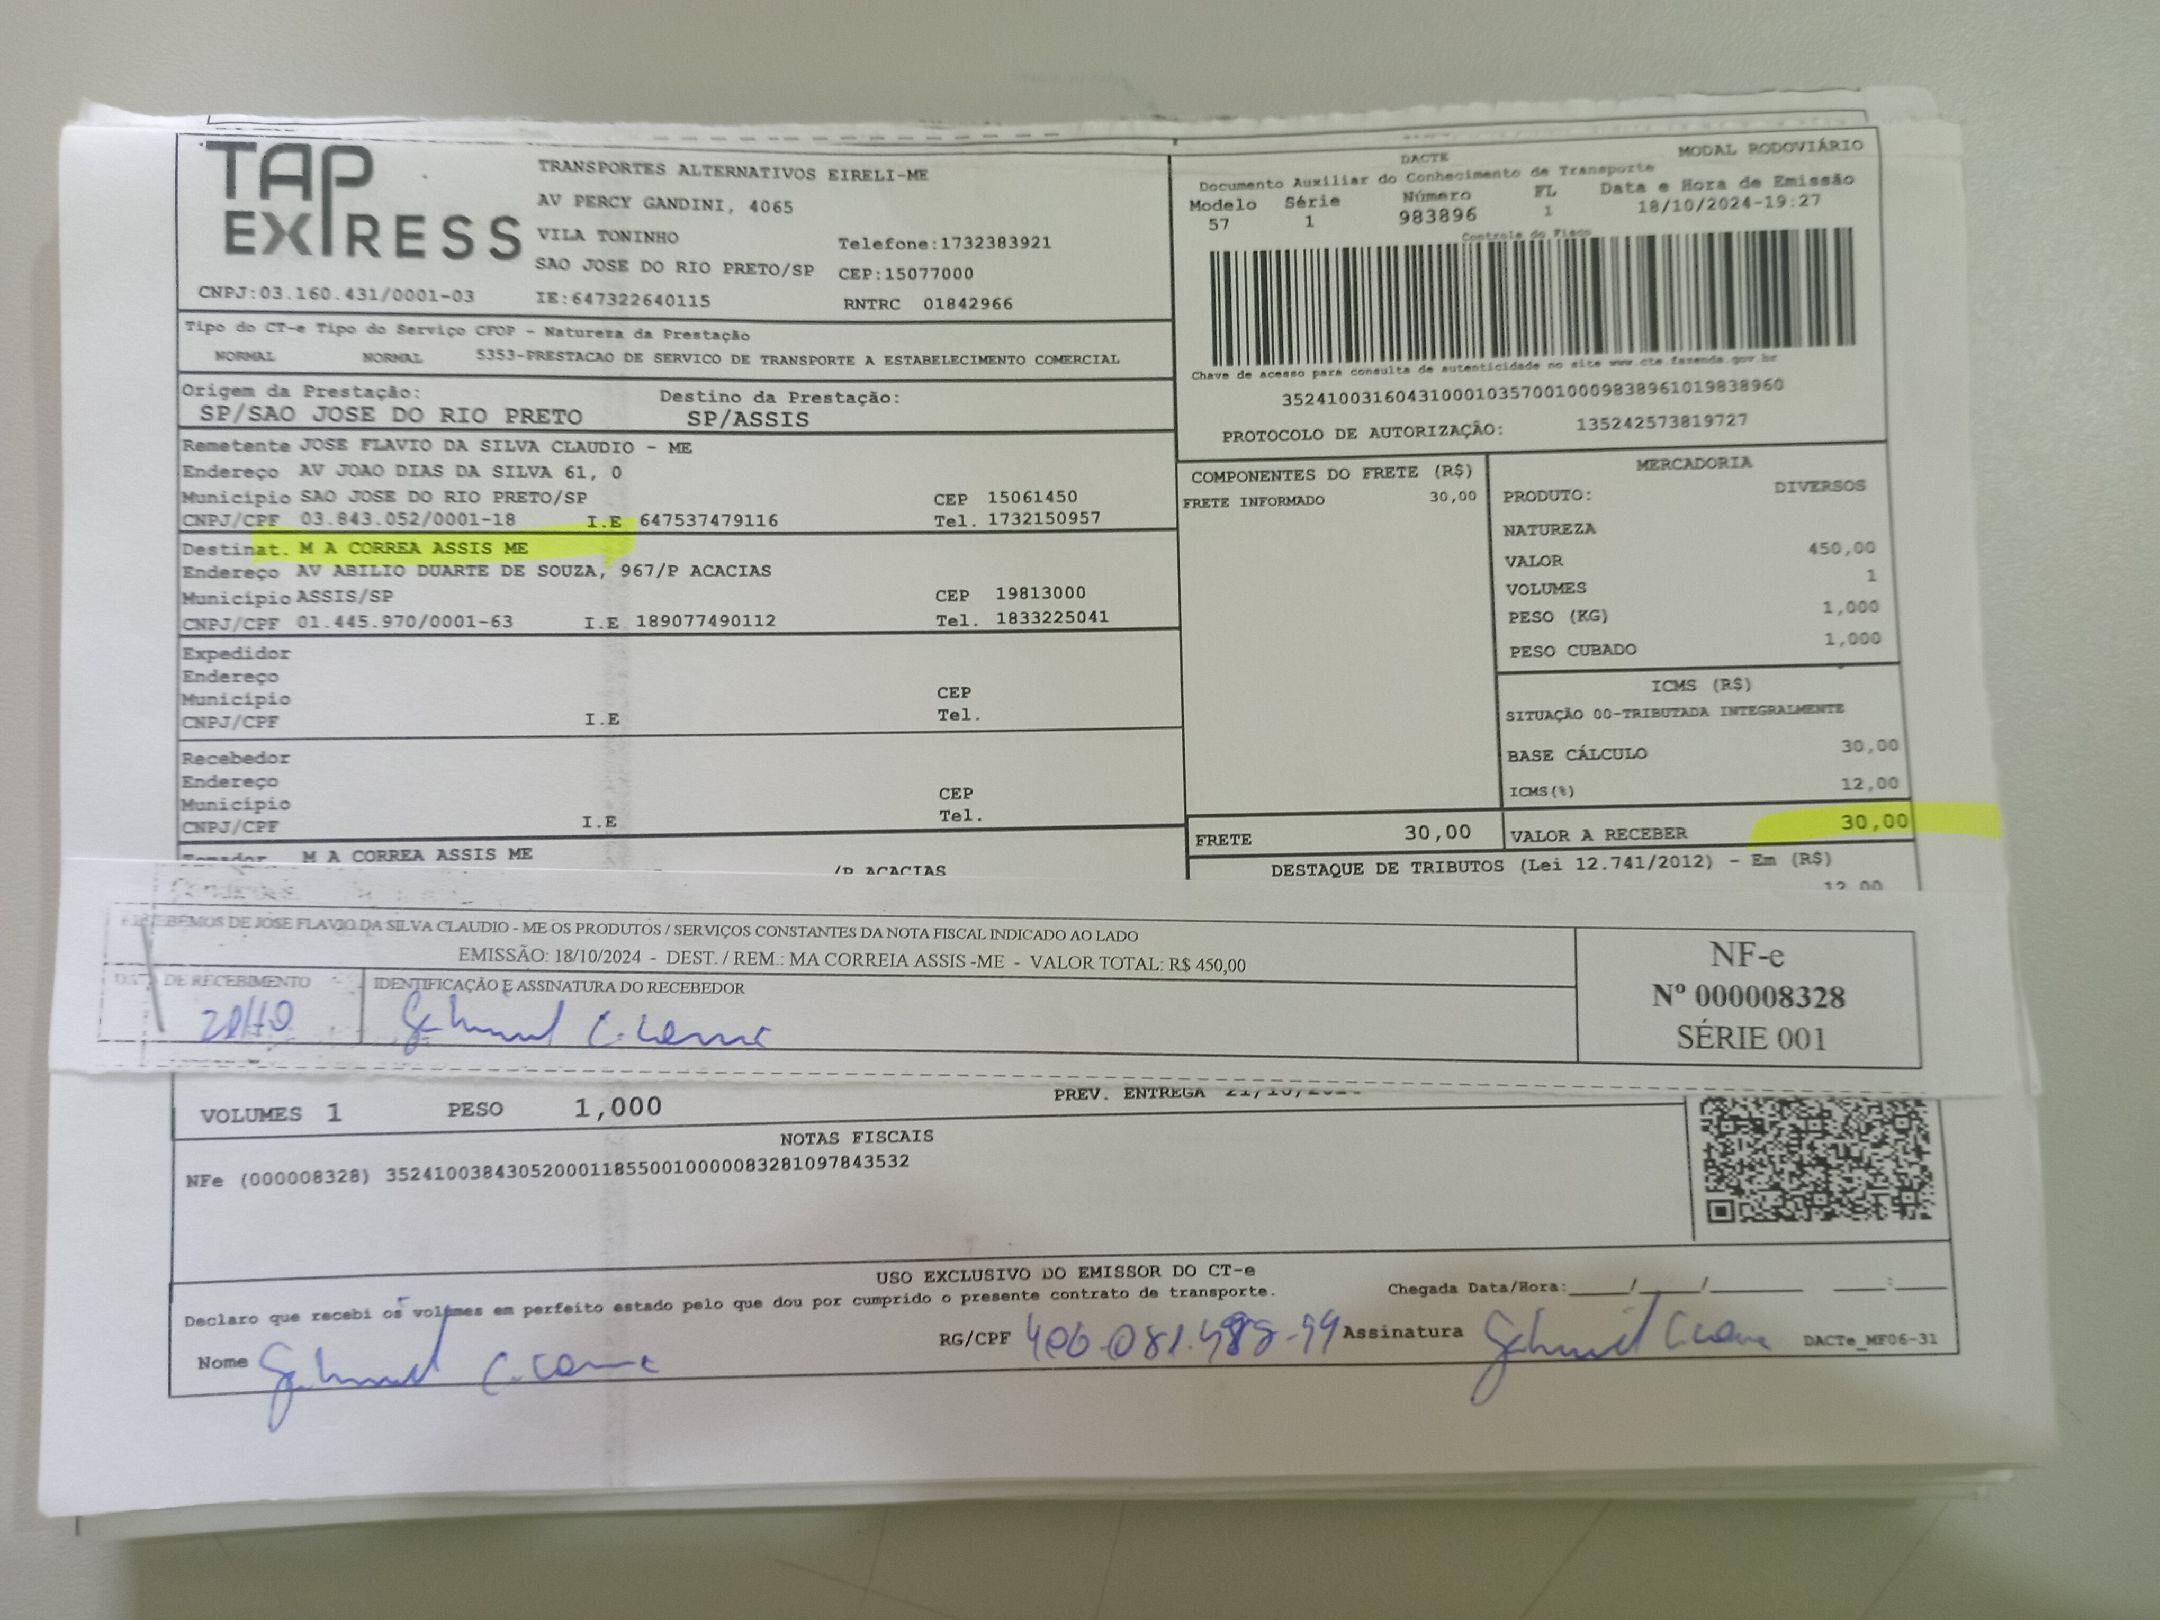 TAP EXPRESS
TRANSPORTES ALTERNATIVOS EIRELI-ME
AV PERCY GANDINI, 4065
VILA TONINHO
Telefone:1732383921
SAO JOSE DO RIO PRETO/SP CEP:15077000
CNPJ:03.160.431/0001-03 IE:647322640115 RNTRC 01842966
DACTE MODAL RODOVIÁRIO
Documento Auxiliar do Conhecimento de Transporte
Modelo Série Número FL Data e Hora de Emissão
57 1 983896 1 18/10/2024-19:27
Controle do Fisco
Chave de acesso para consulta de autenticidade no site www.cte.fazenda.gov.br
35241003160431000103570010009838961019838960
PROTOCOLO DE AUTORIZAÇÃO: 135242573819727
Tipo do CT-e Tipo do Serviço CFOP - Natureza da Prestação
NORMAL NORMAL 5353-PRESTACAO DE SERVICO DE TRANSPORTE A ESTABELECIMENTO COMERCIAL
Origem da Prestação: Destino da Prestação:
SP/SAO JOSE DO RIO PRETO SP/ASSIS
Remetente JOSE FLAVIO DA SILVA CLAUDIO - ME
Endereço AV JOAO DIAS DA SILVA 61, 0
Município SAO JOSE DO RIO PRETO/SP CEP 15061450
CNPJ/CPF 03.843.052/0001-18 I.E 647537479116 Tel. 1732150957
Destinat. M A CORREA ASSIS ME
Endereço AV ABILIO DUARTE DE SOUZA, 967/P ACACIAS
Município ASSIS/SP CEP 19813000
CNPJ/CPF 01.445.970/0001-63 I.E 189077490112 Tel. 1833225041
Expedidor
Endereço
Município CEP
CNPJ/CPF I.E Tel.
Recebedor
Endereço
Município CEP
CNPJ/CPF I.E Tel.
Tomador M A CORREA ASSIS ME
/P ACACIAS
COMPONENTES DO FRETE (R$)
FRETE INFORMADO 30,00
MERCADORIA
PRODUTO: DIVERSOS
NATUREZA
VALOR 450,00
VOLUMES 1
PESO (KG) 1,000
PESO CUBADO 1,000
ICMS (R$)
SITUAÇÃO 00-TRIBUTADA INTEGRALMENTE
BASE CÁLCULO 30,00
ICMS(%) 12,00
FRETE 30,00 VALOR A RECEBER 30,00
DESTAQUE DE TRIBUTOS (Lei 12.741/2012) - Em (R$)
12,00
RECEBEMOS DE JOSE FLAVIO DA SILVA CLAUDIO - ME OS PRODUTOS / SERVIÇOS CONSTANTES DA NOTA FISCAL INDICADO AO LADO
EMISSÃO: 18/10/2024 - DEST. / REM.: MA CORREIA ASSIS -ME - VALOR TOTAL: R$ 450,00
DATA DE RECEBIMENTO IDENTIFICAÇÃO E ASSINATURA DO RECEBEDOR
NF-e
Nº 000008328
SÉRIE 001
VOLUMES 1 PESO 1,000 PREV. ENTREGA
NOTAS FISCAIS
NFe (000008328) 35241003843052000118550010000083281097843532
USO EXCLUSIVO DO EMISSOR DO CT-e
Declaro que recebi os volumes em perfeito estado pelo que dou por cumprido o presente contrato de transporte. Chegada Data/Hora:____/____/______ ____:____
Nome RG/CPF Assinatura DACTe_MF06-31